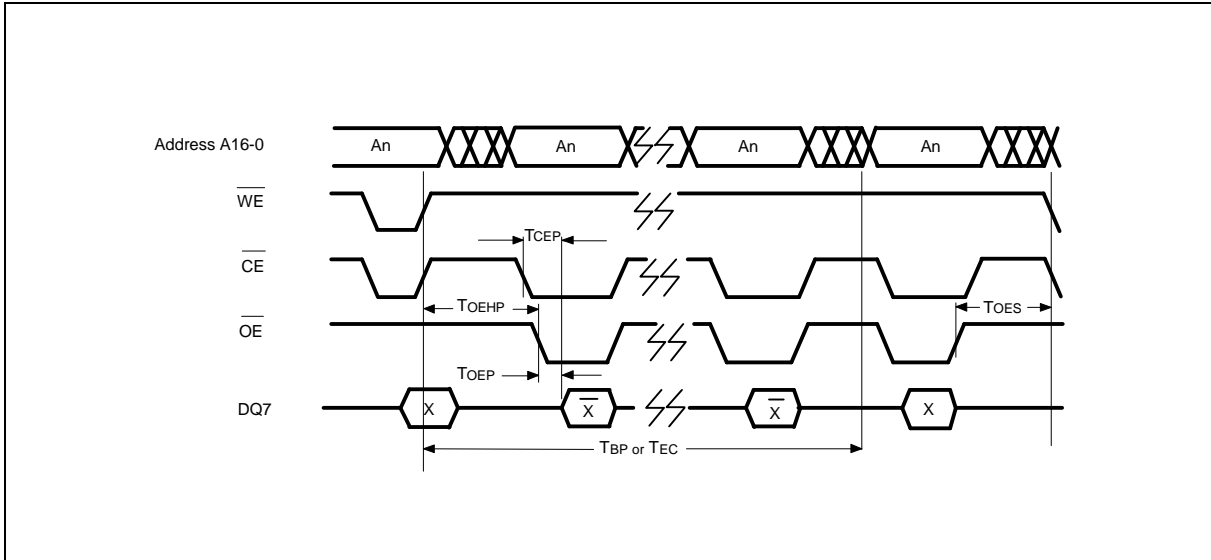 Address A16-0 An An An An
WE
TCEP
CE
TOEHP TOES
OE
TOEP
DQ7 X X X X
TBP or TEC